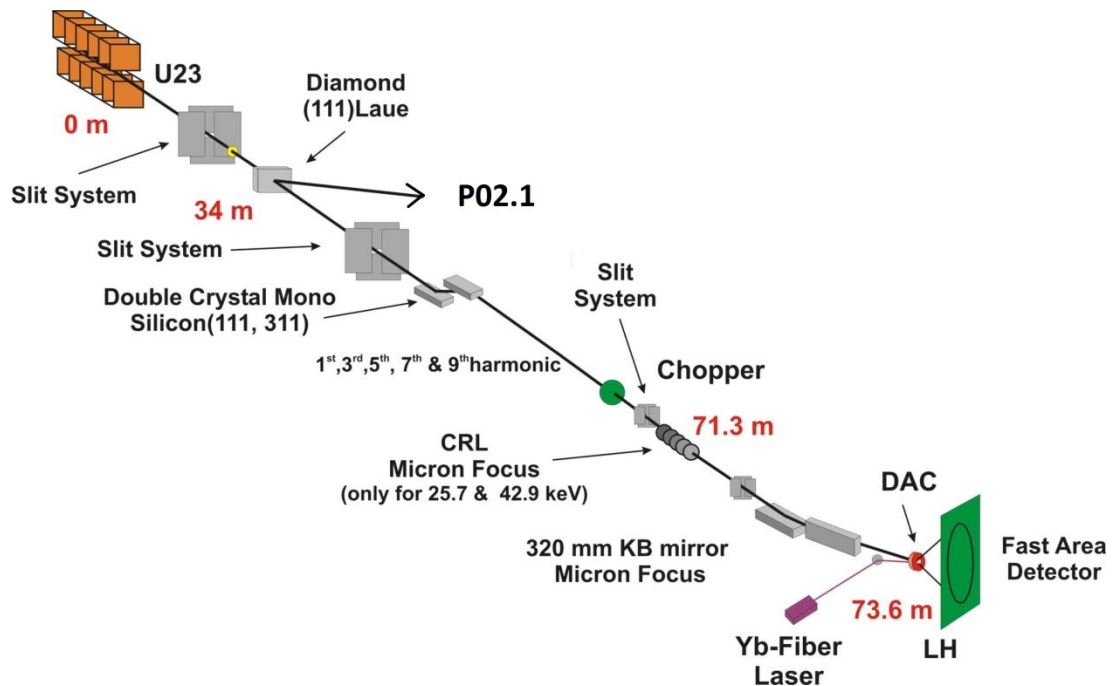 U23
0 m
Slit System
Diamond
(111)Laue
34 m
P02.1
Slit System
Double Crystal Mono
Silicon(111, 311)
1st,3rd,5th, 7th & 9thharmonic
Slit
System
Chopper
71.3 m
CRL
Micron Focus
(only for 25.7 & 42.9 keV)
DAC
320 mm KB mirror
Micron Focus
Fast Area
Detector
73.6 m
Yb-Fiber
Laser
LH